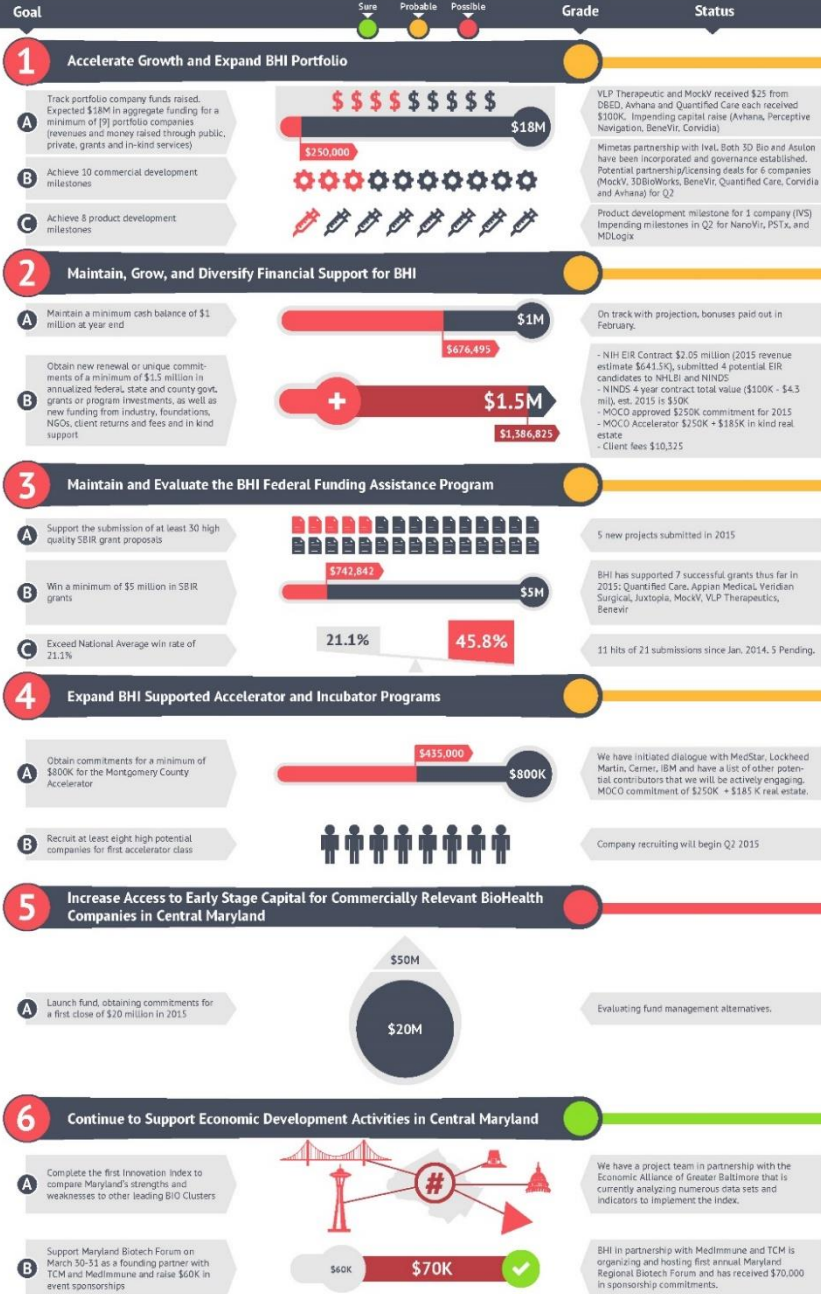 Goal
Sure Probable Possible
Grade
Status
1 Accelerate Growth and Expand BHI Portfolio
A Track portfolio company funds raised.
Expected $18M in aggregate funding for a
minimum of [9] portfolio companies
(revenues and money raised through public,
private, grants and in-kind services)
$ $ $ $ $ $ $ $ $
$18M
$250,000
VLP Therapeutic and MockV received $25 from
DBED, Avhana and Quantified Care each received
$100K. Impending capital raise (Avhana, Perceptive
Navigation, BeneVir, Corvidia)
B Achieve 10 commercial development
milestones
Mimetas partnership with Ival. Both 3D Bio and Asulon
have been incorporated and governance established.
Potential partnership/licensing deals for 6 companies
(MockV, 3DBioWorks, BeneVir, Quantified Care, Corvidia
and Avhana) for Q2
C Achieve 8 product development
milestones
Product development milestone for 1 company (IVS)
Impending milestones in Q2 for NanoVir, PSTx, and
MDLogix
2 Maintain, Grow, and Diversify Financial Support for BHI
A Maintain a minimum cash balance of $1
million at year end
$1M
$676,495
On track with projection, bonuses paid out in
February.
B Obtain new renewal or unique commit-
ments of a minimum of $1.5 million in
annualized federal, state and county govt.
grants or program investments, as well as
new funding from industry, foundations,
NGOs, client returns and fees and in kind
support
+ $1.5M
$1,386,825
- NIH EIR Contract $2.05 million (2015 revenue
estimate $641.5K), submitted 4 potential EIR
candidates to NHLBI and NINDS
- NINDS 4 year contract total value ($100K - $4.3
mil), est. 2015 is $50K
- MOCO approved $250K commitment for 2015
- MOCO Accelerator $250K + $185K in kind real
estate
- Client fees $10,325
3 Maintain and Evaluate the BHI Federal Funding Assistance Program
A Support the submission of at least 30 high
quality SBIR grant proposals
5 new projects submitted in 2015
B Win a minimum of $5 million in SBIR
grants
$742,842
$5M
BHI has supported 7 successful grants thus far in
2015: Quantified Care, Appian Medical, Veridian
Surgical, Juxtopia, MockV, VLP Therapeutics,
Benevir
C Exceed National Average win rate of
21.1%
21.1% 45.8%
11 hits of 21 submissions since Jan. 2014. 5 Pending.
4 Expand BHI Supported Accelerator and Incubator Programs
A Obtain commitments for a minimum of
$800K for the Montgomery County
Accelerator
$435,000
$800K
We have initiated dialogue with MedStar, Lockheed
Martin, Cerner, IBM and have a list of other poten-
tial contributors that we will be actively engaging.
MOCO commitment of $250K + $185 K real estate.
B Recruit at least eight high potential
companies for first accelerator class
Company recruiting will begin Q2 2015
5 Increase Access to Early Stage Capital for Commercially Relevant BioHealth
Companies in Central Maryland
A Launch fund, obtaining commitments for
a first close of $20 million in 2015
$50M
$20M
Evaluating fund management alternatives.
6 Continue to Support Economic Development Activities in Central Maryland
A Complete the first Innovation Index to
compare Maryland's strengths and
weaknesses to other leading BIO Clusters
#
We have a project team in partnership with the
Economic Alliance of Greater Baltimore that is
currently analyzing numerous data sets and
indicators to implement the index.
B Support Maryland Biotech Forum on
March 30-31 as a founding partner with
TCM and MedImmune and raise $60K in
event sponsorships
$60K $70K
BHI in partnership with MedImmune and TCM is
organizing and hosting first annual Maryland
Regional Biotech Forum and has received $70,000
in sponsorship commitments.